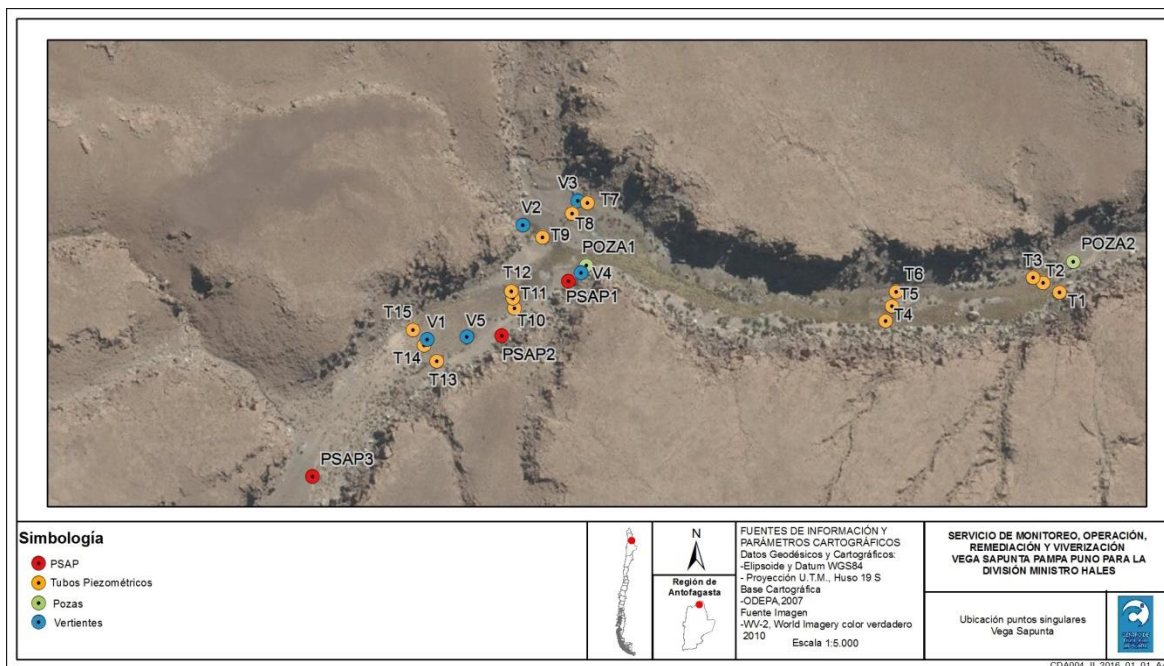 V3
T7
V2
T8
T9
POZA1
POZA2
V4
T3
T2
T12
PSAP1
T6
T1
T11
T5
T15
V1
V5
T10
T4
PSAP2
T14
T13
PSAP3
Simbología
PSAP
Tubos Piezométricos
Pozas
Vertientes
N
Región de
Antofagasta
FUENTES DE INFORMACIÓN Y
PARÁMETROS CARTOGRÁFICOS
Datos Geodésicos y Cartográficos:
-Elipsoide y Datum WGS84
- Proyección U.T.M., Huso 19 S
Base Cartográfica
-ODEPA,2007
Fuente Imagen
-WV-2, World Imagery color verdadero
2010
Escala 1:5.000
SERVICIO DE MONITOREO, OPERACIÓN,
REMEDIACIÓN Y VIVERIZACIÓN
VEGA SAPUNTA PAMPA PUNO PARA LA
DIVISIÓN MINISTRO HALES
Ubicación puntos singulares
Vega Sapunta
CENTRO DE